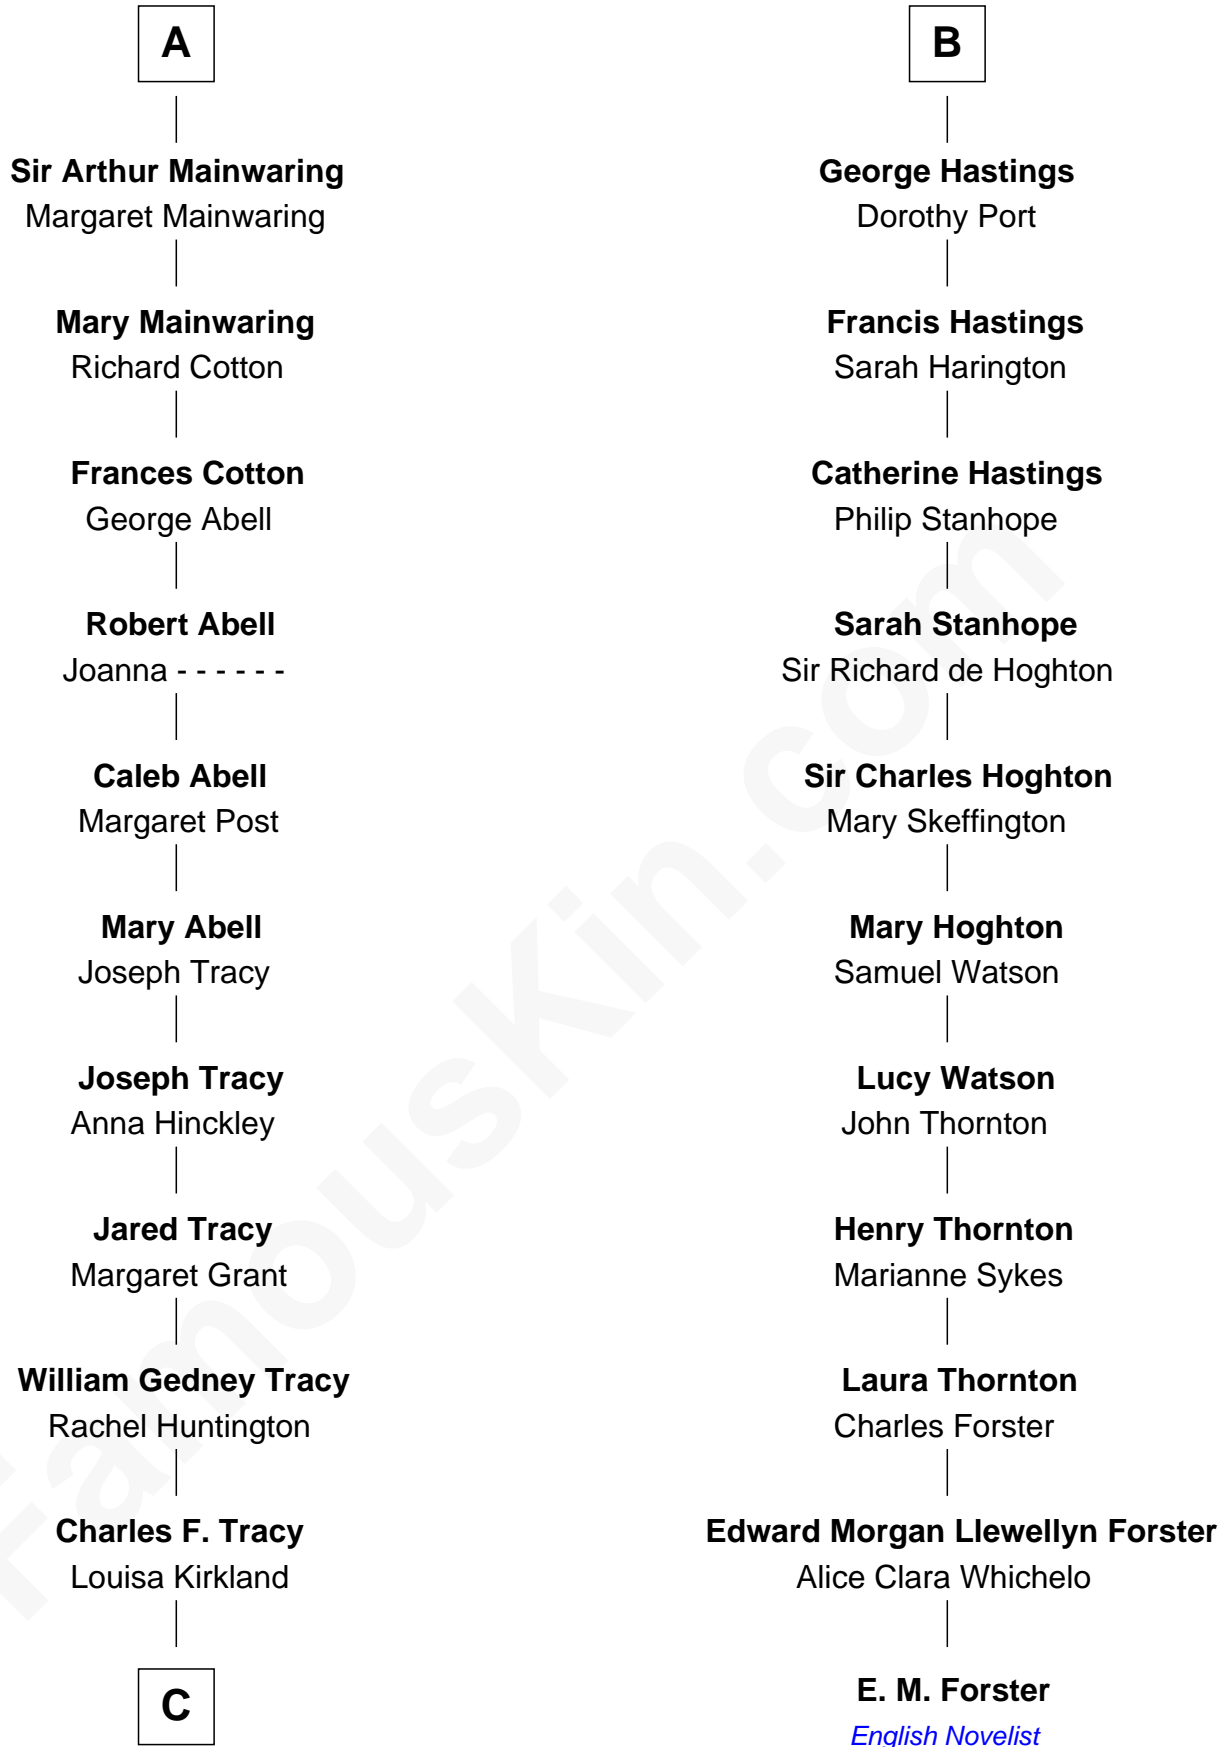 A
Sir Arthur Mainwaring
Margaret Mainwaring
Mary Mainwaring
Richard Cotton
Frances Cotton
George Abell
Robert Abell
Joanna - - - - - -
Caleb Abell
Margaret Post
Mary Abell
Joseph Tracy
Joseph Tracy
Anna Hinckley
Jared Tracy
Margaret Grant
William Gedney Tracy
Rachel Huntington
Charles F. Tracy
Louisa Kirkland
C
B
George Hastings
Dorothy Port
Francis Hastings
Sarah Harington
Catherine Hastings
Philip Stanhope
Sarah Stanhope
Sir Richard de Hoghton
Sir Charles Hoghton
Mary Skeffington
Mary Hoghton
Samuel Watson
Lucy Watson
John Thornton
Henry Thornton
Marianne Sykes
Laura Thornton
Charles Forster
Edward Morgan Llewellyn Forster
Alice Clara Whichelo
E. M. Forster
English Novelist
FamousKin.com